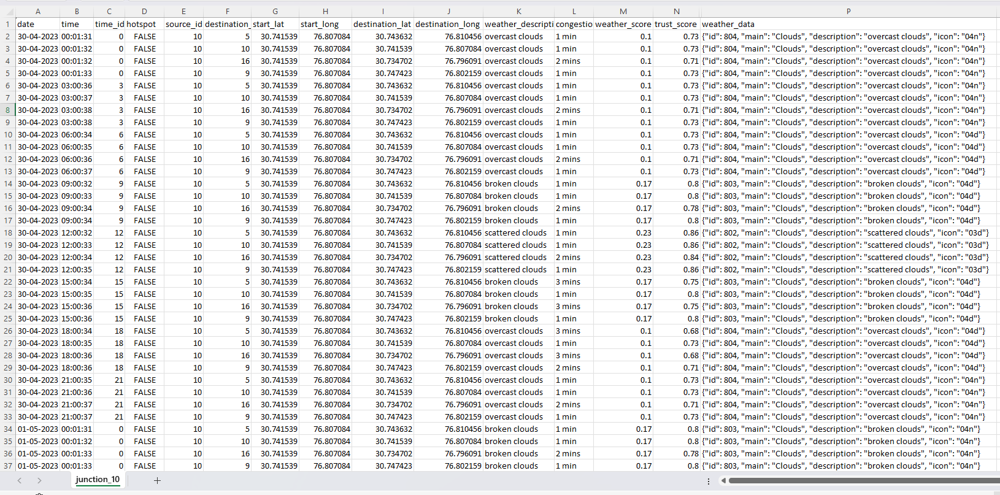 A B C D E F G H I J K L M N P
1 date time time_id hotspot source_id destination_ start_lat start_long destination_lat destination_long weather_descripti congestio weather_score trust_score weather_data
2 30-04-2023 00:01:31 0 FALSE 10 5 30.741539 76.807084 30.743632 76.810456 overcast clouds 1 min 0.1 0.73 {"id": 804, "main": "Clouds", "description": "overcast clouds", "icon": "04n"}
3 30-04-2023 00:01:32 0 FALSE 10 10 30.741539 76.807084 30.741539 76.807084 overcast clouds 1 min 0.1 0.73 {"id": 804, "main": "Clouds", "description": "overcast clouds", "icon": "04n"}
4 30-04-2023 00:01:32 0 FALSE 10 16 30.741539 76.807084 30.734702 76.796091 overcast clouds 2 mins 0.1 0.71 {"id": 804, "main": "Clouds", "description": "overcast clouds", "icon": "04n"}
5 30-04-2023 00:01:33 0 FALSE 10 9 30.741539 76.807084 30.747423 76.802159 overcast clouds 1 min 0.1 0.73 {"id": 804, "main": "Clouds", "description": "overcast clouds", "icon": "04n"}
6 30-04-2023 03:00:36 3 FALSE 10 5 30.741539 76.807084 30.743632 76.810456 overcast clouds 1 min 0.1 0.73 {"id": 804, "main": "Clouds", "description": "overcast clouds", "icon": "04n"}
7 30-04-2023 03:00:37 3 FALSE 10 10 30.741539 76.807084 30.741539 76.807084 overcast clouds 1 min 0.1 0.73 {"id": 804, "main": "Clouds", "description": "overcast clouds", "icon": "04n"}
8 30-04-2023 03:00:38 3 FALSE 10 16 30.741539 76.807084 30.734702 76.796091 overcast clouds 2 mins 0.1 0.71 {"id": 804, "main": "Clouds", "description": "overcast clouds", "icon": "04n"}
9 30-04-2023 03:00:38 3 FALSE 10 9 30.741539 76.807084 30.747423 76.802159 overcast clouds 1 min 0.1 0.73 {"id": 804, "main": "Clouds", "description": "overcast clouds", "icon": "04n"}
10 30-04-2023 06:00:34 6 FALSE 10 5 30.741539 76.807084 30.743632 76.810456 overcast clouds 1 min 0.1 0.73 {"id": 804, "main": "Clouds", "description": "overcast clouds", "icon": "04d"}
11 30-04-2023 06:00:35 6 FALSE 10 10 30.741539 76.807084 30.741539 76.807084 overcast clouds 1 min 0.1 0.73 {"id": 804, "main": "Clouds", "description": "overcast clouds", "icon": "04d"}
12 30-04-2023 06:00:36 6 FALSE 10 16 30.741539 76.807084 30.734702 76.796091 overcast clouds 2 mins 0.1 0.71 {"id": 804, "main": "Clouds", "description": "overcast clouds", "icon": "04d"}
13 30-04-2023 06:00:37 6 FALSE 10 9 30.741539 76.807084 30.747423 76.802159 overcast clouds 1 min 0.1 0.73 {"id": 804, "main": "Clouds", "description": "overcast clouds", "icon": "04d"}
14 30-04-2023 09:00:32 9 FALSE 10 5 30.741539 76.807084 30.743632 76.810456 broken clouds 1 min 0.17 0.8 {"id": 803, "main": "Clouds", "description": "broken clouds", "icon": "04d"}
15 30-04-2023 09:00:33 9 FALSE 10 10 30.741539 76.807084 30.741539 76.807084 broken clouds 1 min 0.17 0.8 {"id": 803, "main": "Clouds", "description": "broken clouds", "icon": "04d"}
16 30-04-2023 09:00:34 9 FALSE 10 16 30.741539 76.807084 30.734702 76.796091 broken clouds 2 mins 0.17 0.78 {"id": 803, "main": "Clouds", "description": "broken clouds", "icon": "04d"}
17 30-04-2023 09:00:34 9 FALSE 10 9 30.741539 76.807084 30.747423 76.802159 broken clouds 1 min 0.17 0.8 {"id": 803, "main": "Clouds", "description": "broken clouds", "icon": "04d"}
18 30-04-2023 12:00:32 12 FALSE 10 5 30.741539 76.807084 30.743632 76.810456 scattered clouds 1 min 0.23 0.86 {"id": 802, "main": "Clouds", "description": "scattered clouds", "icon": "03d"}
19 30-04-2023 12:00:33 12 FALSE 10 10 30.741539 76.807084 30.741539 76.807084 scattered clouds 1 min 0.23 0.86 {"id": 802, "main": "Clouds", "description": "scattered clouds", "icon": "03d"}
20 30-04-2023 12:00:34 12 FALSE 10 16 30.741539 76.807084 30.734702 76.796091 scattered clouds 2 mins 0.23 0.84 {"id": 802, "main": "Clouds", "description": "scattered clouds", "icon": "03d"}
21 30-04-2023 12:00:35 12 FALSE 10 9 30.741539 76.807084 30.747423 76.802159 scattered clouds 1 min 0.23 0.86 {"id": 802, "main": "Clouds", "description": "scattered clouds", "icon": "03d"}
22 30-04-2023 15:00:34 15 FALSE 10 5 30.741539 76.807084 30.743632 76.810456 broken clouds 3 mins 0.17 0.75 {"id": 803, "main": "Clouds", "description": "broken clouds", "icon": "04d"}
23 30-04-2023 15:00:35 15 FALSE 10 10 30.741539 76.807084 30.741539 76.807084 broken clouds 1 min 0.17 0.8 {"id": 803, "main": "Clouds", "description": "broken clouds", "icon": "04d"}
24 30-04-2023 15:00:36 15 FALSE 10 16 30.741539 76.807084 30.734702 76.796091 broken clouds 3 mins 0.17 0.75 {"id": 803, "main": "Clouds", "description": "broken clouds", "icon": "04d"}
25 30-04-2023 15:00:36 15 FALSE 10 9 30.741539 76.807084 30.747423 76.802159 broken clouds 1 min 0.17 0.8 {"id": 803, "main": "Clouds", "description": "broken clouds", "icon": "04d"}
26 30-04-2023 18:00:34 18 FALSE 10 5 30.741539 76.807084 30.743632 76.810456 overcast clouds 3 mins 0.1 0.68 {"id": 804, "main": "Clouds", "description": "overcast clouds", "icon": "04d"}
27 30-04-2023 18:00:35 18 FALSE 10 10 30.741539 76.807084 30.741539 76.807084 overcast clouds 1 min 0.1 0.73 {"id": 804, "main": "Clouds", "description": "overcast clouds", "icon": "04d"}
28 30-04-2023 18:00:36 18 FALSE 10 16 30.741539 76.807084 30.734702 76.796091 overcast clouds 3 mins 0.1 0.68 {"id": 804, "main": "Clouds", "description": "overcast clouds", "icon": "04d"}
29 30-04-2023 18:00:36 18 FALSE 10 9 30.741539 76.807084 30.747423 76.802159 overcast clouds 2 mins 0.1 0.71 {"id": 804, "main": "Clouds", "description": "overcast clouds", "icon": "04d"}
30 30-04-2023 21:00:35 21 FALSE 10 5 30.741539 76.807084 30.743632 76.810456 overcast clouds 1 min 0.1 0.73 {"id": 804, "main": "Clouds", "description": "overcast clouds", "icon": "04n"}
31 30-04-2023 21:00:36 21 FALSE 10 10 30.741539 76.807084 30.741539 76.807084 overcast clouds 1 min 0.1 0.73 {"id": 804, "main": "Clouds", "description": "overcast clouds", "icon": "04n"}
32 30-04-2023 21:00:37 21 FALSE 10 16 30.741539 76.807084 30.734702 76.796091 overcast clouds 2 mins 0.1 0.71 {"id": 804, "main": "Clouds", "description": "overcast clouds", "icon": "04n"}
33 30-04-2023 21:00:37 21 FALSE 10 9 30.741539 76.807084 30.747423 76.802159 overcast clouds 1 min 0.1 0.73 {"id": 804, "main": "Clouds", "description": "overcast clouds", "icon": "04n"}
34 01-05-2023 00:01:31 0 FALSE 10 5 30.741539 76.807084 30.743632 76.810456 broken clouds 1 min 0.17 0.8 {"id": 803, "main": "Clouds", "description": "broken clouds", "icon": "04n"}
35 01-05-2023 00:01:32 0 FALSE 10 10 30.741539 76.807084 30.741539 76.807084 broken clouds 1 min 0.17 0.8 {"id": 803, "main": "Clouds", "description": "broken clouds", "icon": "04n"}
36 01-05-2023 00:01:33 0 FALSE 10 16 30.741539 76.807084 30.734702 76.796091 broken clouds 2 mins 0.17 0.78 {"id": 803, "main": "Clouds", "description": "broken clouds", "icon": "04n"}
37 01-05-2023 00:01:33 0 FALSE 10 9 30.741539 76.807084 30.747423 76.802159 broken clouds 1 min 0.17 0.8 {"id": 803, "main": "Clouds", "description": "broken clouds", "icon": "04n"}
junction_10